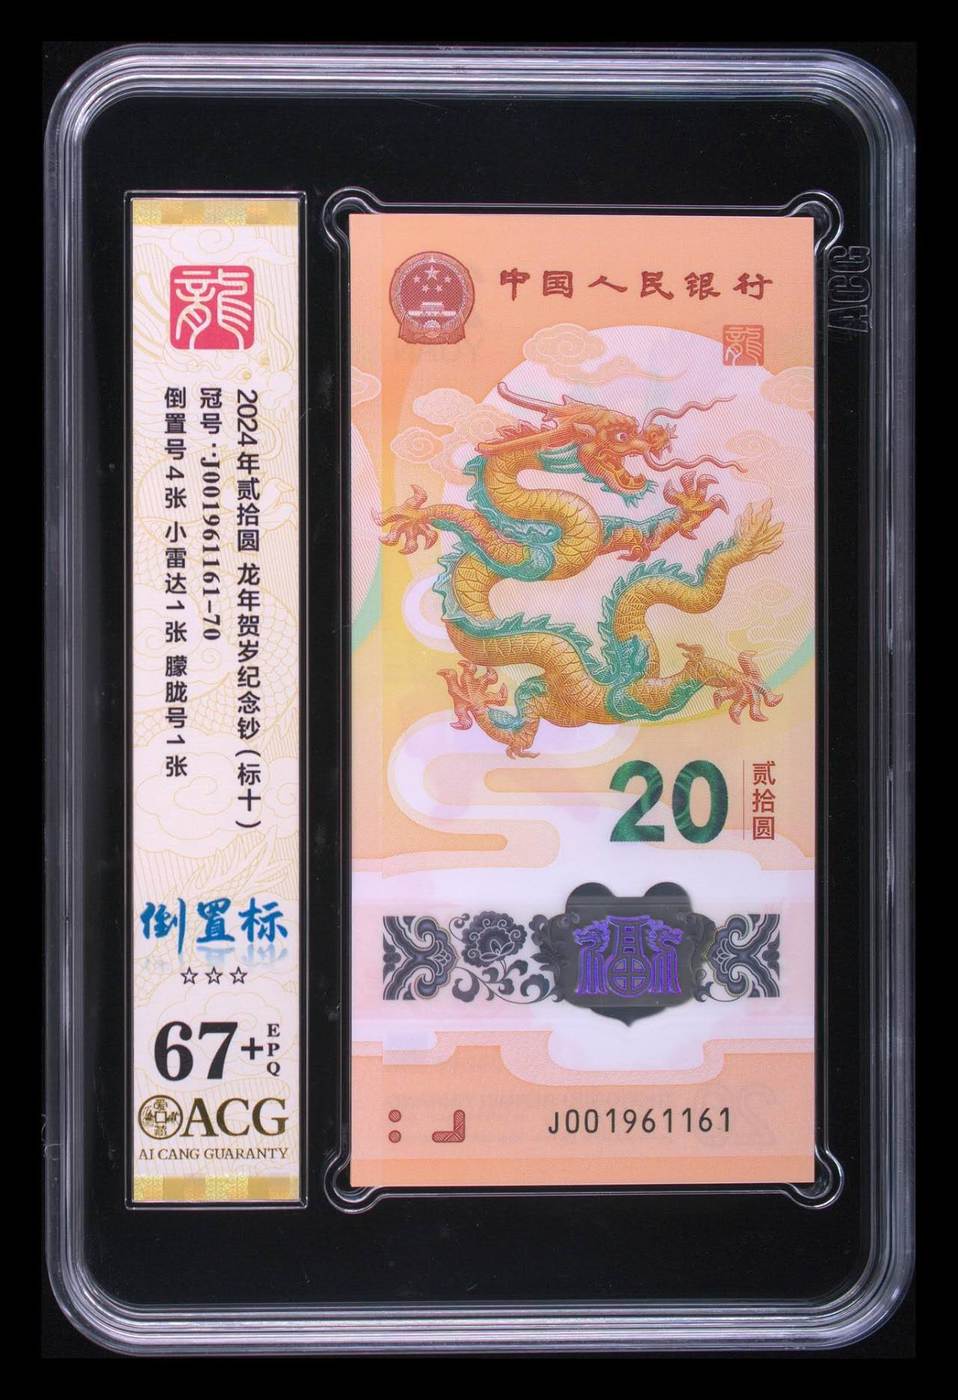 龍
2024年贰拾圆 龙年贺岁纪念钞(标十)
冠号:J001961161-70
倒置号4张 小雷达1张 朦胧号1张
倒置标
☆☆☆
67+
EPQ
ACG
AI CANG GUARANTY
中国人民银行
龍
20
贰拾圆
福
J001961161
ACG